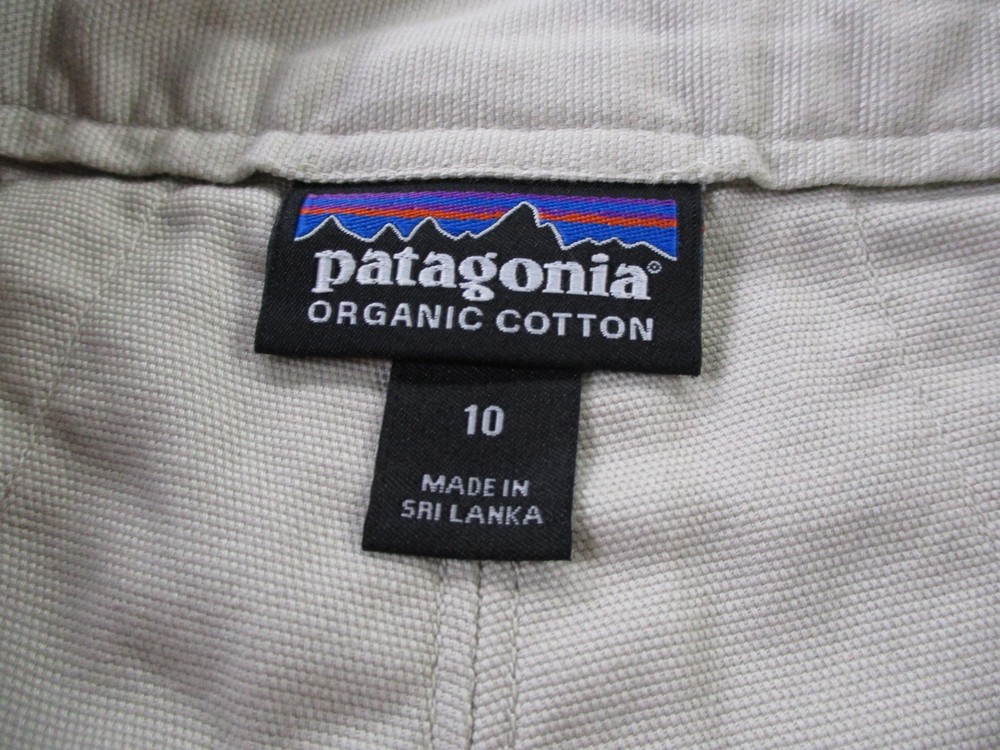 patagonia®
ORGANIC COTTON
10
MADE IN
SRI LANKA